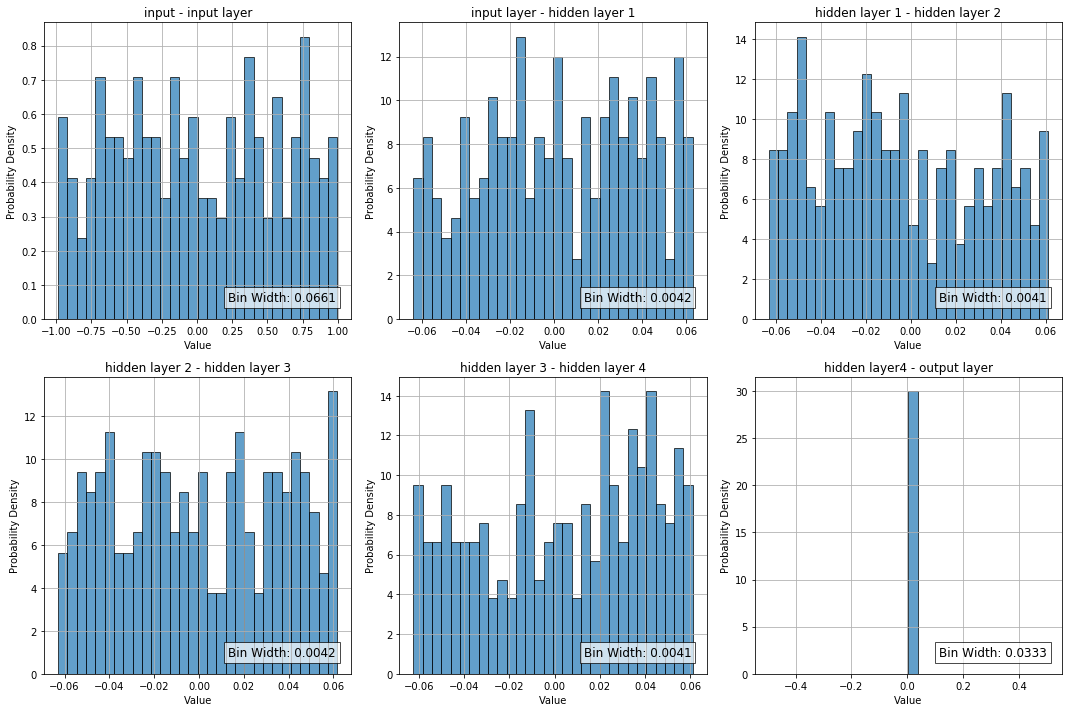 input - input layer
Probability Density
0.8
0.7
0.6
0.5
0.4
0.3
0.2
0.1
0.0
Bin Width: 0.0661
−1.00 −0.75 −0.50 −0.25 0.00 0.25 0.50 0.75 1.00
Value
input layer - hidden layer 1
Probability Density
12
10
8
6
4
2
0
Bin Width: 0.0042
−0.06 −0.04 −0.02 0.00 0.02 0.04 0.06
Value
hidden layer 1 - hidden layer 2
Probability Density
14
12
10
8
6
4
2
0
Bin Width: 0.0041
−0.06 −0.04 −0.02 0.00 0.02 0.04 0.06
Value
hidden layer 2 - hidden layer 3
Probability Density
12
10
8
6
4
2
0
Bin Width: 0.0042
−0.06 −0.04 −0.02 0.00 0.02 0.04 0.06
Value
hidden layer 3 - hidden layer 4
Probability Density
14
12
10
8
6
4
2
0
Bin Width: 0.0041
−0.06 −0.04 −0.02 0.00 0.02 0.04 0.06
Value
hidden layer4 - output layer
Probability Density
30
25
20
15
10
5
0
Bin Width: 0.0333
−0.4 −0.2 0.0 0.2 0.4
Value